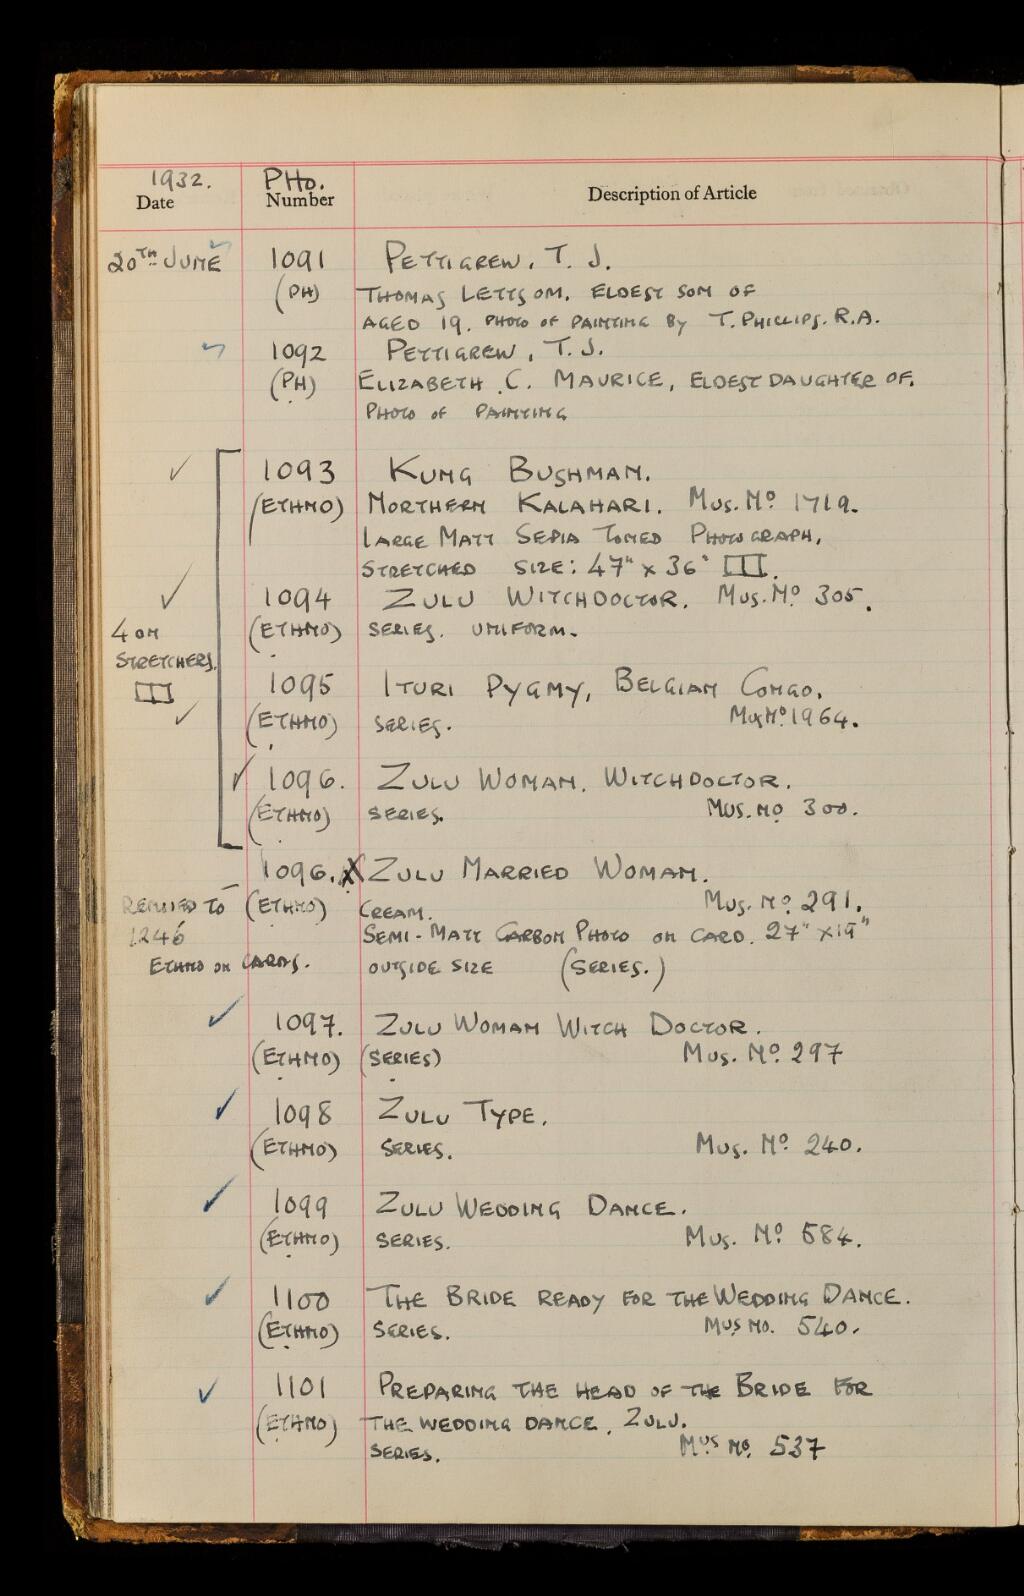 1932. PHo.
Date Number Description of Article
20TH JUNE 1091 PETTIGREW, T. J.
(PH) THOMAS LETTSOM. ELDEST SON OF
AGED 19. PHOTO OF PAINTING BY T. PHILLIPS. R.A.
1092 PETTIGREW, T. J.
(PH) ELIZABETH C. MAURICE, ELDEST DAUGHTER OF.
PHOTO OF PAINTING
1093 KUNG BUSHMAN.
(ETHNO) NORTHERN KALAHARI. MUS. No 1719.
LARGE MATT SEPIA TONED PHOTOGRAPH,
STRETCHED SIZE: 47" x 36"
1094 ZULU WITCHDOCTOR. MUS. No 305.
(ETHNO) SERIES. UNIFORM.
4 ON
STRETCHERS.
1095 ITURI PYGMY, BELGIAN CONGO.
(ETHNO) SERIES. MUS No. 1964.
1096. ZULU WOMAN. WITCHDOCTOR.
(ETHNO) SERIES. MUS. No 300.
1096. X ZULU MARRIED WOMAN.
(ETHNO) CREAM. MUS. No. 291.
1246 SEMI-MATT CARBON PHOTO ON CARD. 27" x 19"
ETHNO ON CARDS. OUTSIDE SIZE (SERIES.)
1097. ZULU WOMAN WITCH DOCTOR.
(ETHNO) (SERIES) MUS. No. 297
1098 ZULU TYPE.
(ETHNO) SERIES. MUS. No 240.
1099 ZULU WEDDING DANCE.
(ETHNO) SERIES. MUS. No 584.
1100 THE BRIDE READY FOR THE WEDDING DANCE.
(ETHNO) SERIES. MUS No. 540.
1101 PREPARING THE HEAD OF THE BRIDE FOR
(ETHNO) THE WEDDING DANCE. ZULU.
SERIES. MUS No. 537